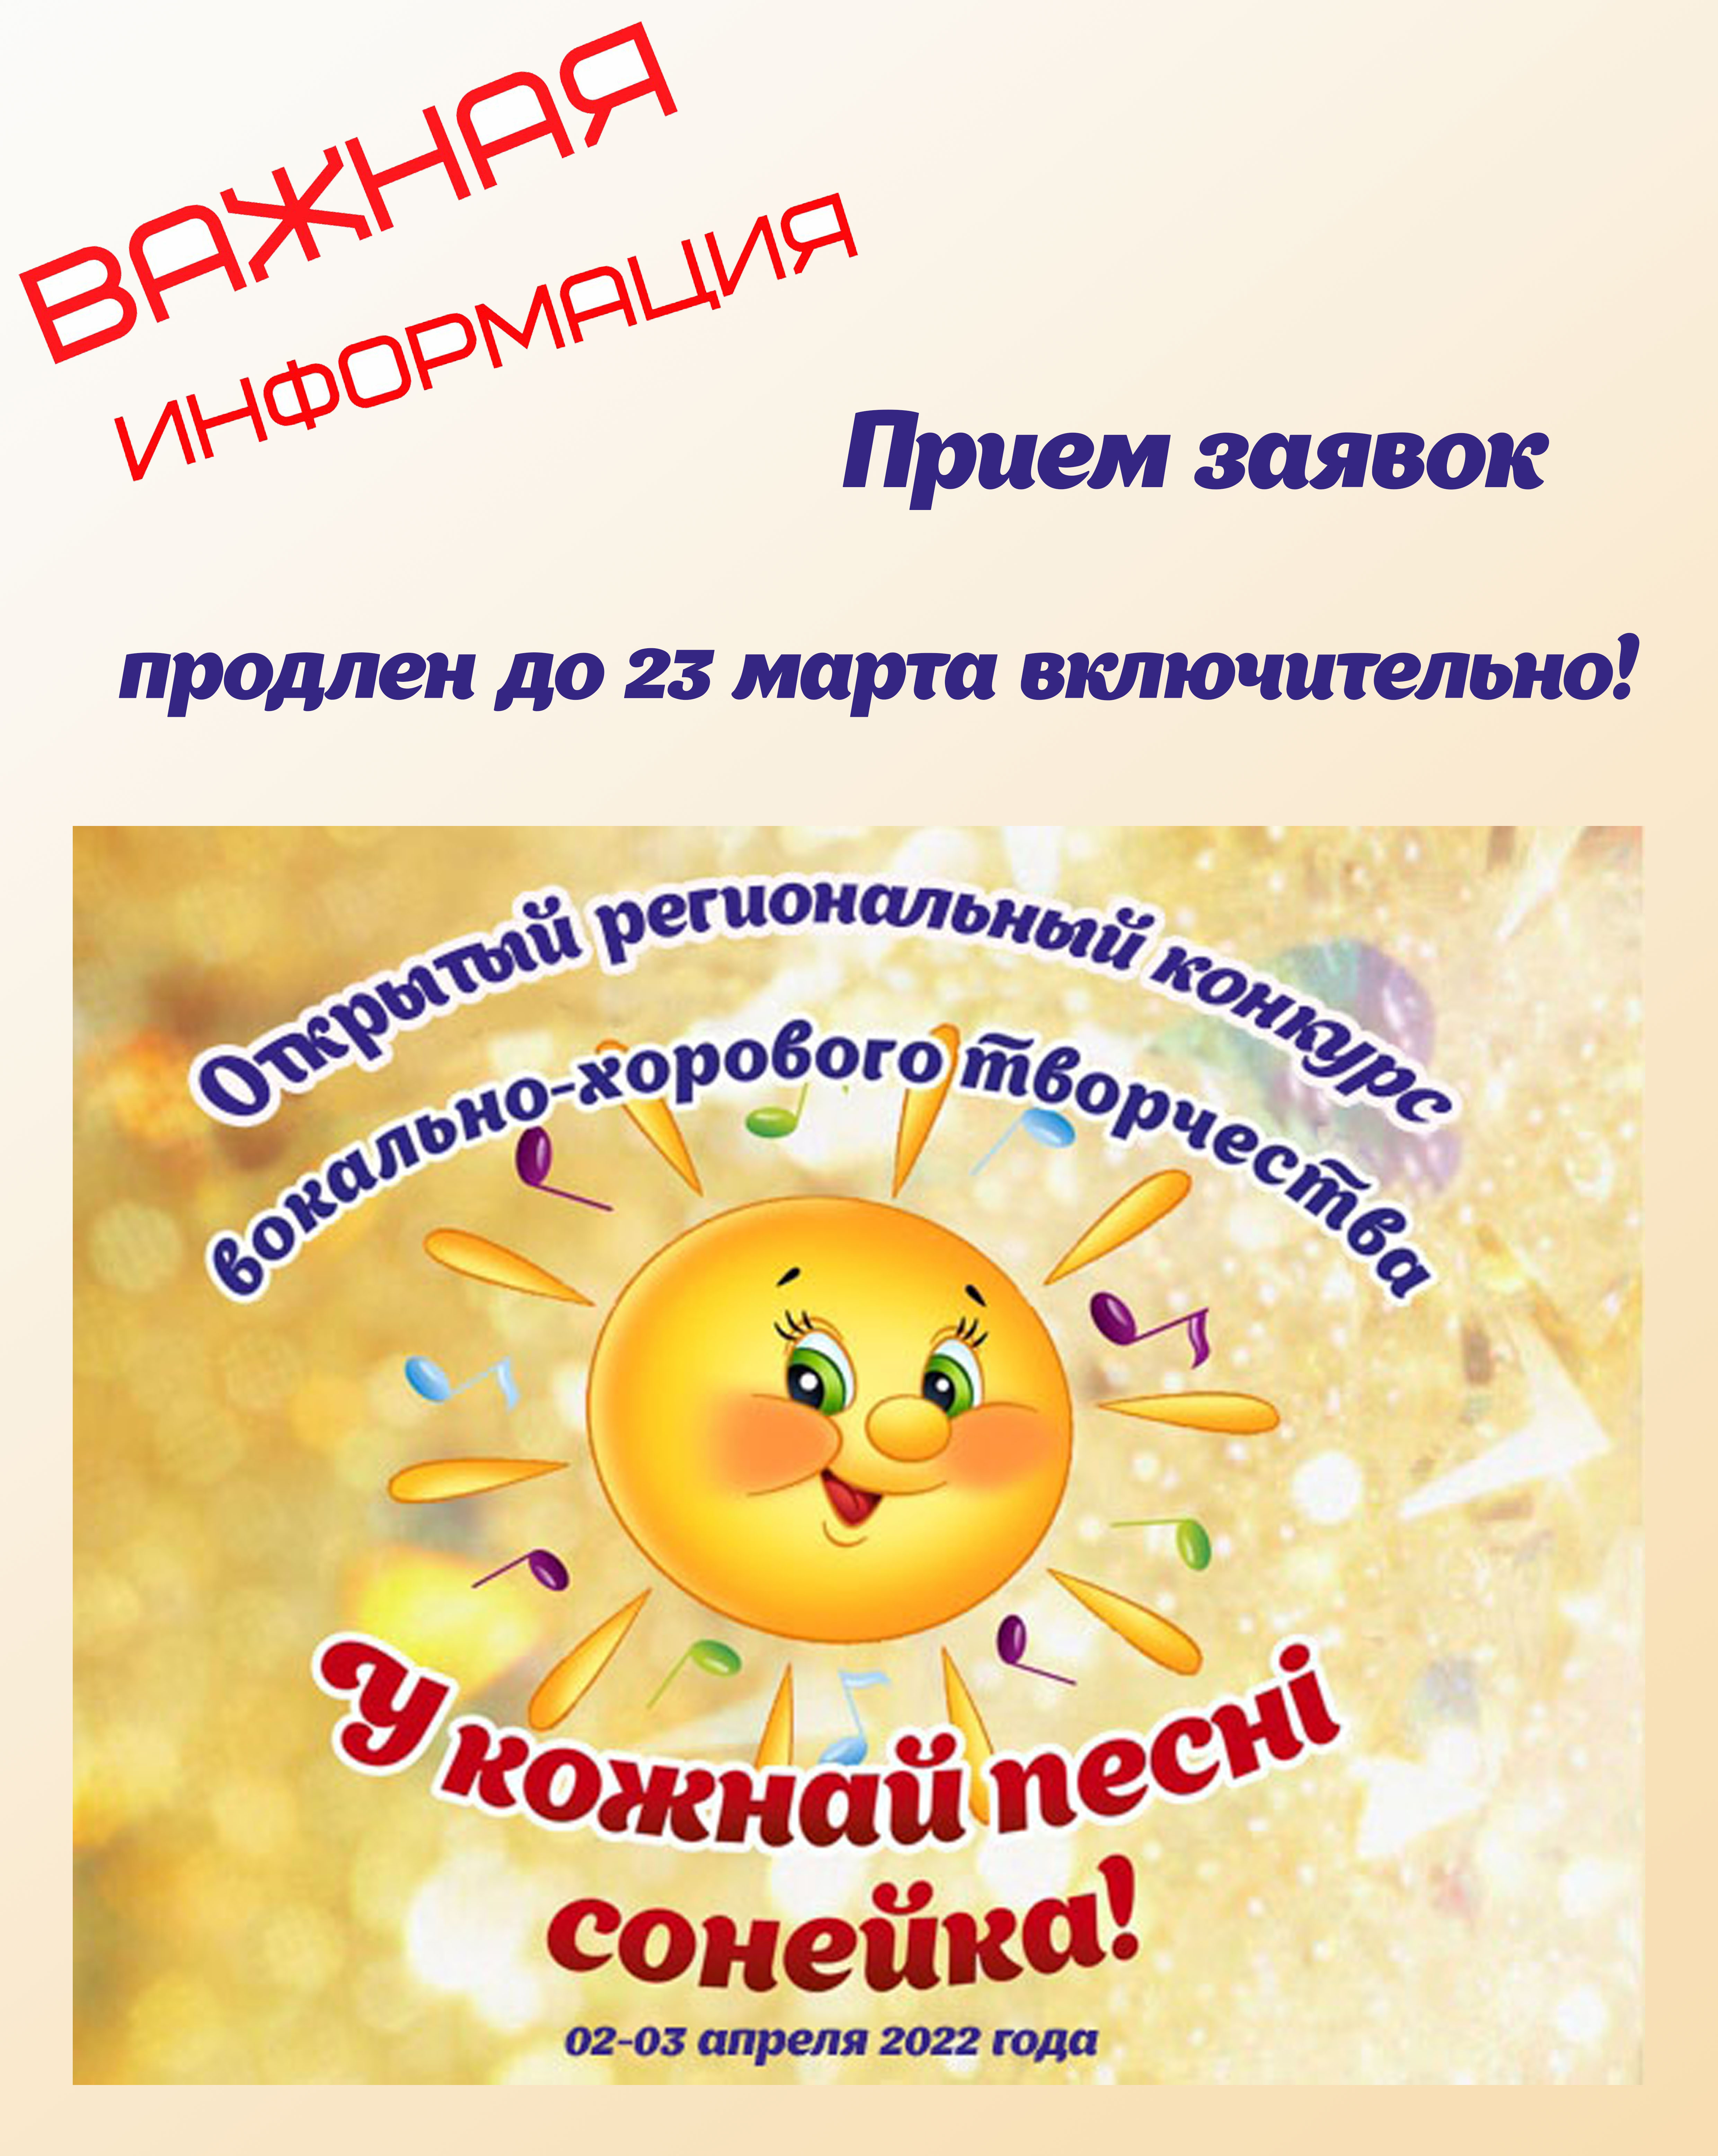 ВАЖНАЯ
ИНФОРМАЦИЯ
Прием заявок
продлен до 23 марта включительно!
Открытый региональный конкурс
вокально-хорового творчества
У кожнай песні
сонейка!
02-03 апреля 2022 года